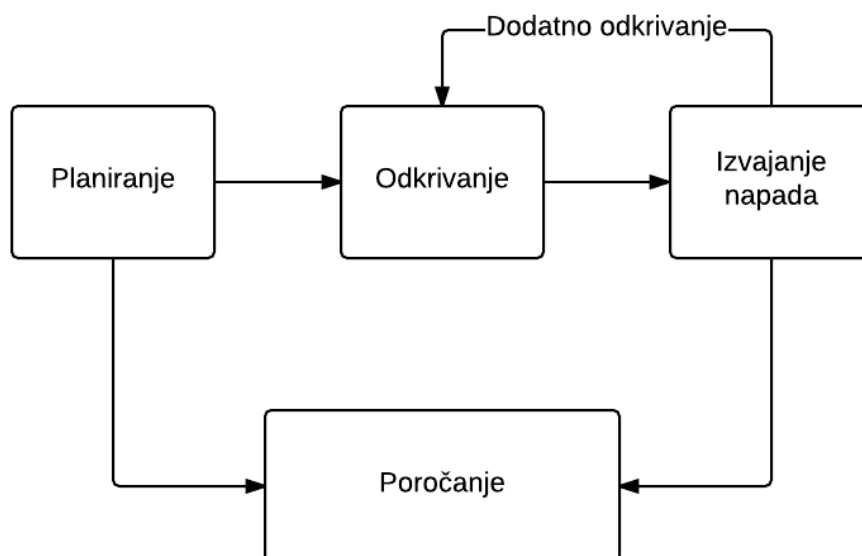 Dodatno odkrivanje
Planiranje
Odkrivanje
Izvajanje
napada
Poročanje